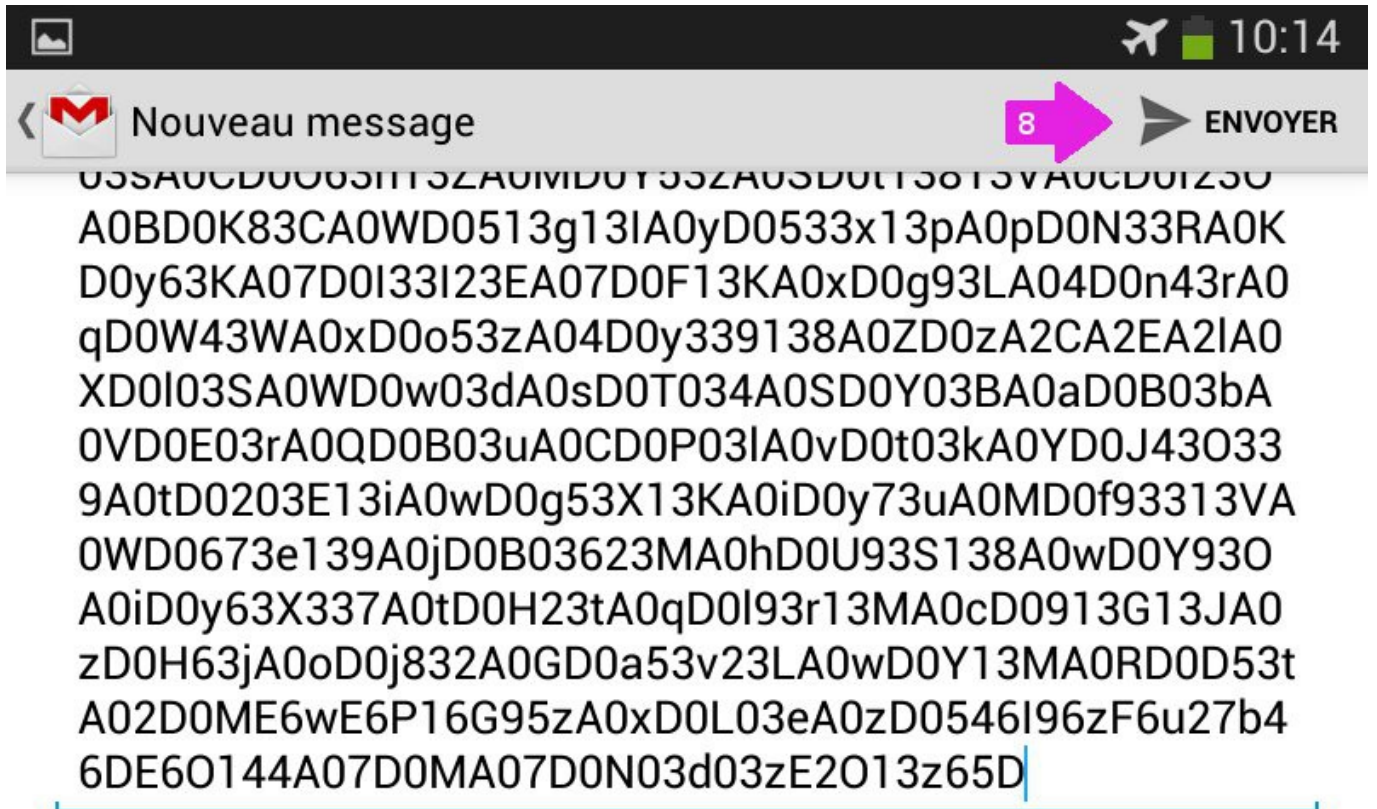 10:14
Nouveau message
8
ENVOYER
A0BD0K83CA0WD0513g13IA0yD0533x13pA0pD0N33RA0K
D0y63KA07D0I33I23EA07D0F13KA0xD0g93LA04D0n43rA0
qD0W43WA0xD0o53zA04D0y339138A0ZD0zA2CA2EA2lA0
XD0l03SA0WD0w03dA0sD0T034A0SD0Y03BA0aD0B03bA
0VD0E03rA0QD0B03uA0CD0P03lA0vD0t03kA0YD0J43O33
9A0tD0203E13iA0wD0g53X13KA0iD0y73uA0MD0f93313VA
0WD0673e139A0jD0B03623MA0hD0U93S138A0wD0Y93O
A0iD0y63X337A0tD0H23tA0qD0l93r13MA0cD0913G13JA0
zD0H63jA0oD0j832A0GD0a53v23LA0wD0Y13MA0RD0D53t
A02D0ME6wE6P16G95zA0xD0L03eA0zD0546I96zF6u27b4
6DE6O144A07D0MA07D0N03d03zE2O13z65D